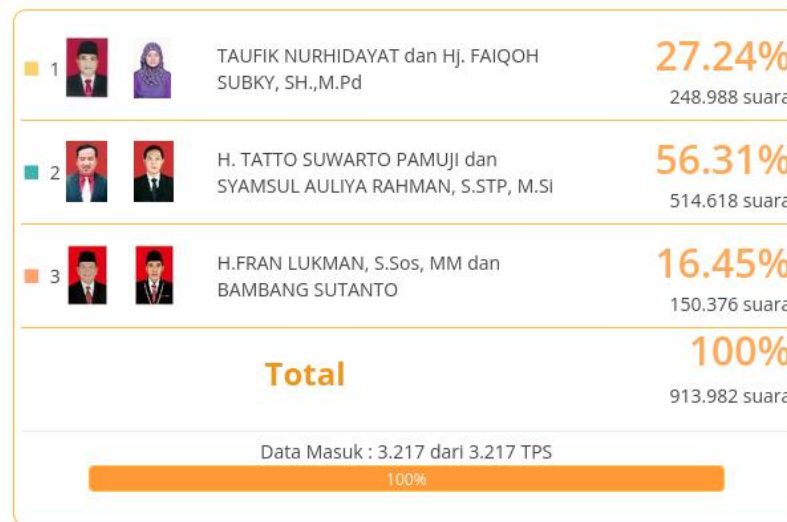 1 TAUFIK NURHIDAYAT dan Hj. FAIQOH
SUBKY, SH.,M.Pd
27.24%
248.988 suara
2 H. TATTO SUWARTO PAMUJI dan
SYAMSUL AULIYA RAHMAN, S.STP, M.Si
56.31%
514.618 suara
3 H.FRAN LUKMAN, S.Sos, MM dan
BAMBANG SUTANTO
16.45%
150.376 suara
Total
100%
913.982 suara
Data Masuk : 3.217 dari 3.217 TPS
100%